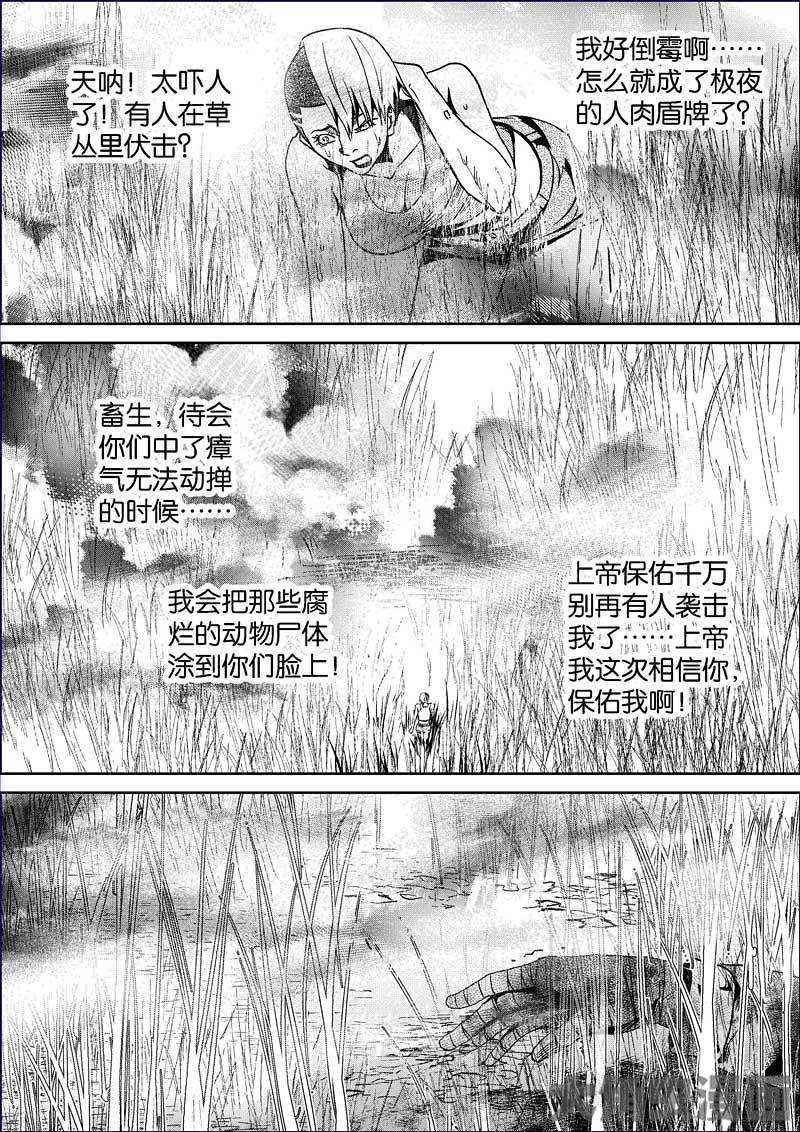 天呐！太吓人
了！有人在草
丛里伏击？
我好倒霉啊……
怎么就成了极夜
的人肉盾牌了？
畜生，待会
你们中了瘴
气无法动掸
的时候……
我会把那些腐
烂的动物尸体
涂到你们脸上！
上帝保佑千万
别再有人袭击
我了……上帝
我这次相信你，
保佑我啊！